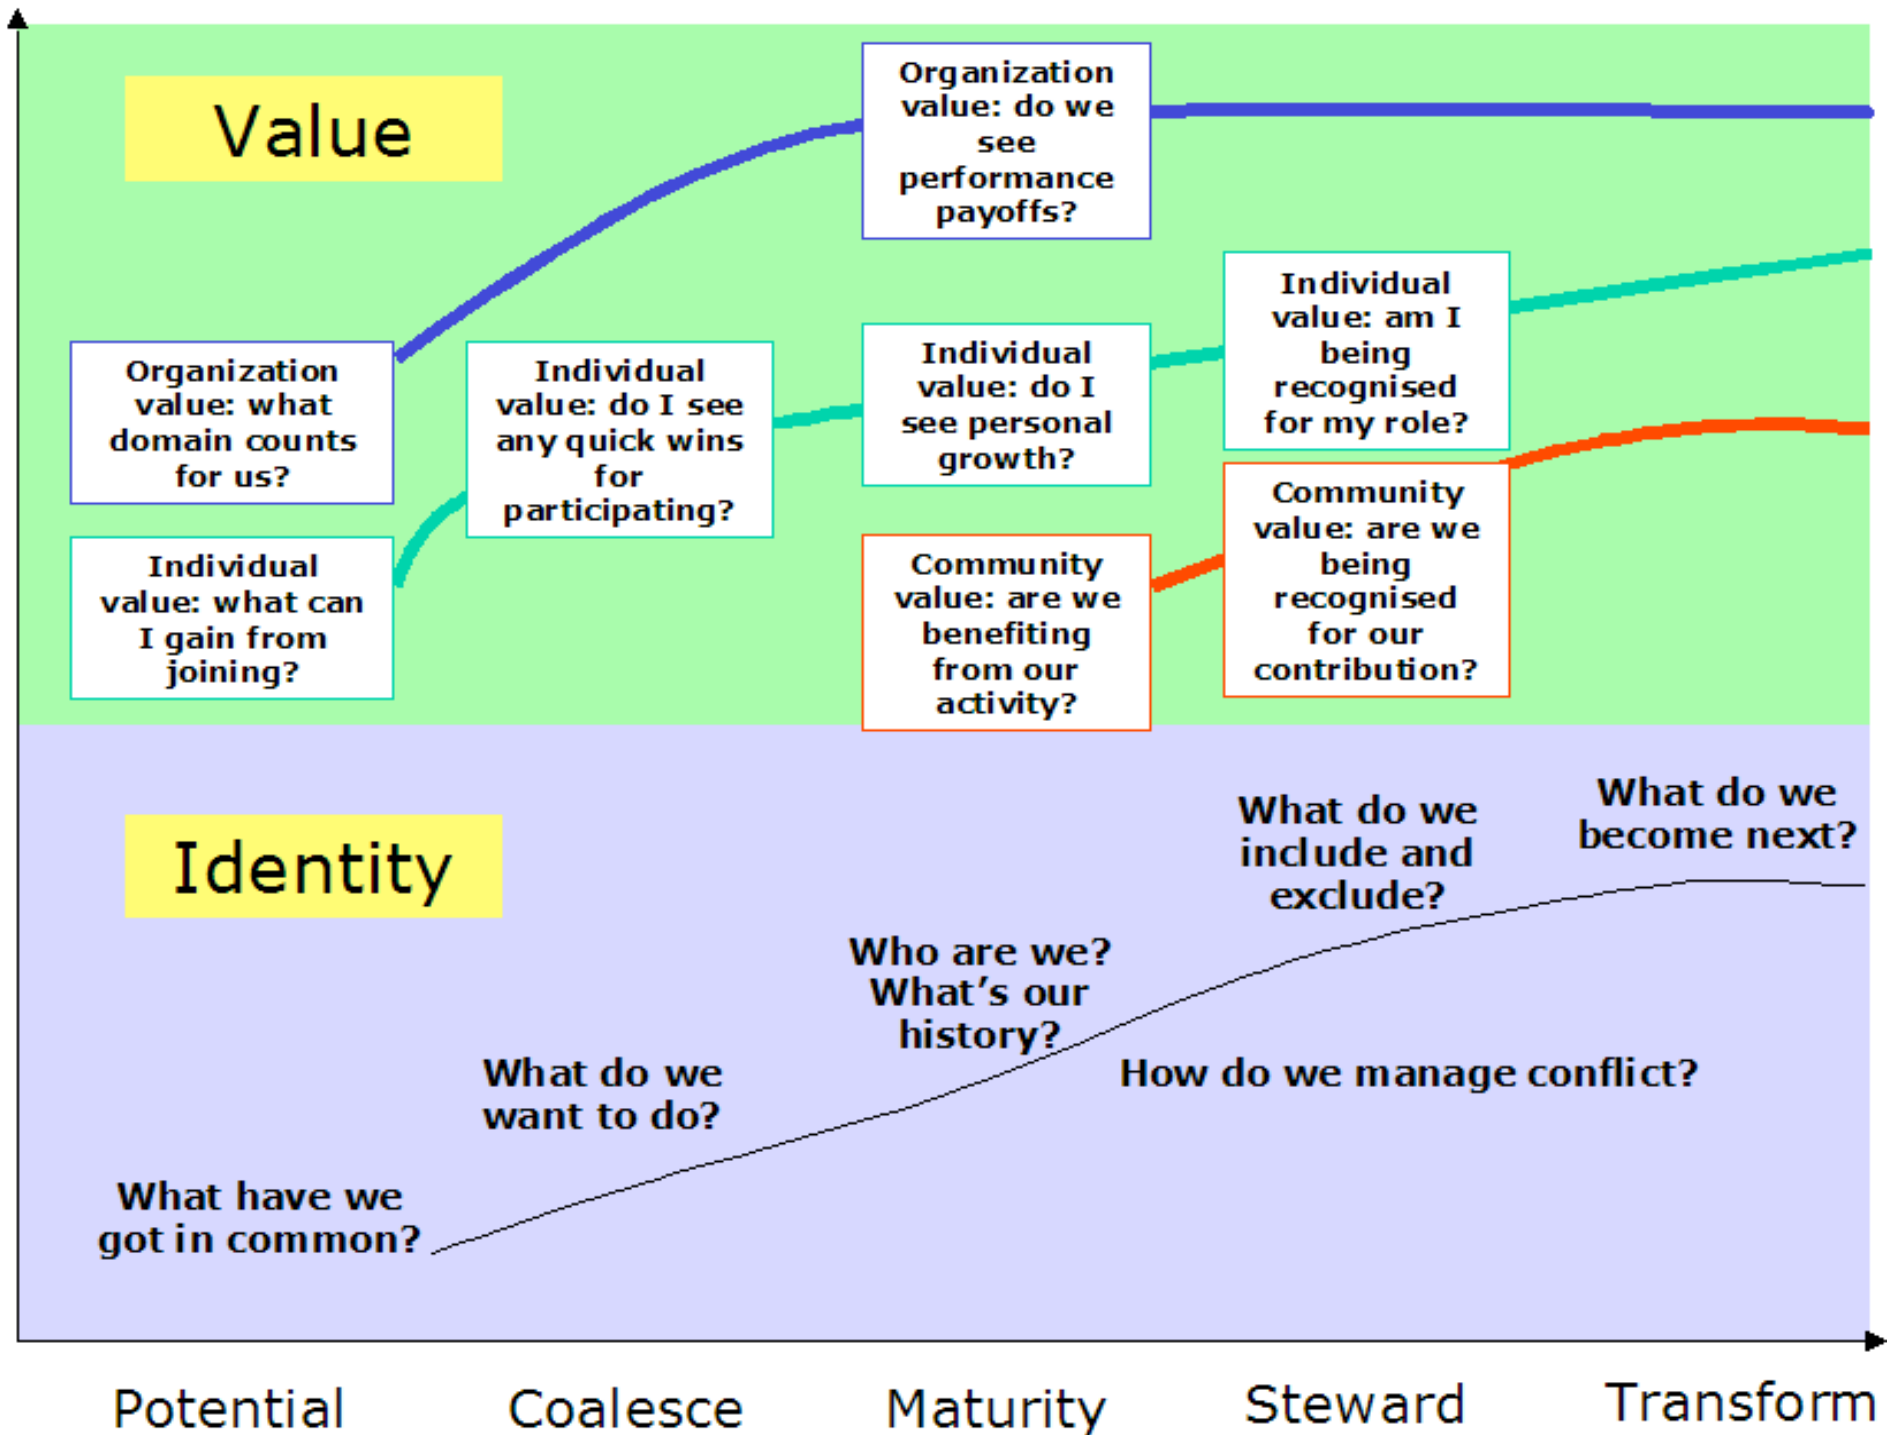 Value
Organization
value: do we
see
performance
payoffs?
Organization
value: what
domain counts
for us?
Individual
value: do I see
any quick wins
for
participating?
Individual
value: do I
see personal
growth?
Individual
value: am I
being
recognised
for my role?
Individual
value: what can
I gain from
joining?
Community
value: are we
benefiting
from our
activity?
Community
value: are we
being
recognised
for our
contribution?
Identity
What have we
got in common?
What do we
want to do?
Who are we?
What's our
history?
How do we manage conflict?
What do we
include and
exclude?
What do we
become next?
Potential
Coalesce
Maturity
Steward
Transform